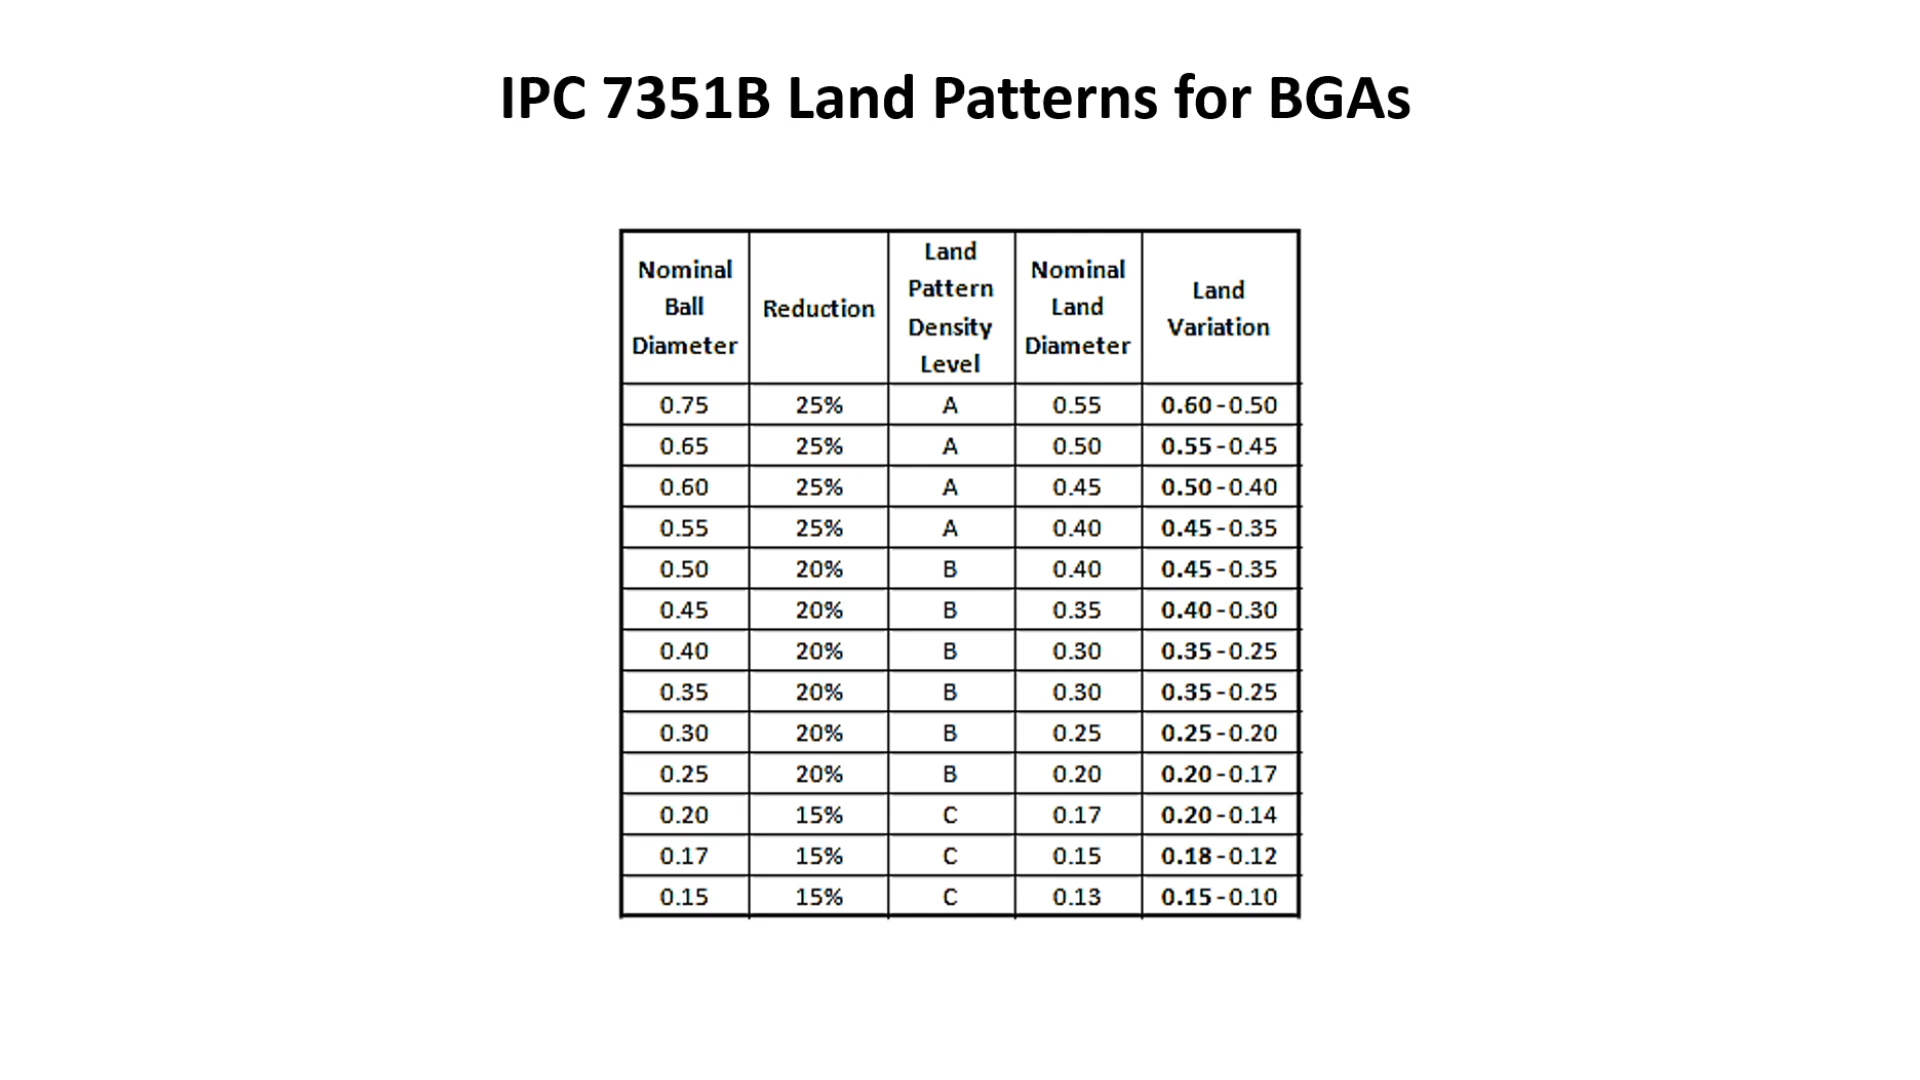 IPC 7351B Land Patterns for BGAs
Nominal Ball Diameter | Reduction | Land Pattern Density Level | Nominal Land Diameter | Land Variation
0.75 | 25% | A | 0.55 | 0.60 - 0.50
0.65 | 25% | A | 0.50 | 0.55 - 0.45
0.60 | 25% | A | 0.45 | 0.50 - 0.40
0.55 | 25% | A | 0.40 | 0.45 - 0.35
0.50 | 20% | B | 0.40 | 0.45 - 0.35
0.45 | 20% | B | 0.35 | 0.40 - 0.30
0.40 | 20% | B | 0.30 | 0.35 - 0.25
0.35 | 20% | B | 0.30 | 0.35 - 0.25
0.30 | 20% | B | 0.25 | 0.25 - 0.20
0.25 | 20% | B | 0.20 | 0.20 - 0.17
0.20 | 15% | C | 0.17 | 0.20 - 0.14
0.17 | 15% | C | 0.15 | 0.18 - 0.12
0.15 | 15% | C | 0.13 | 0.15 - 0.10